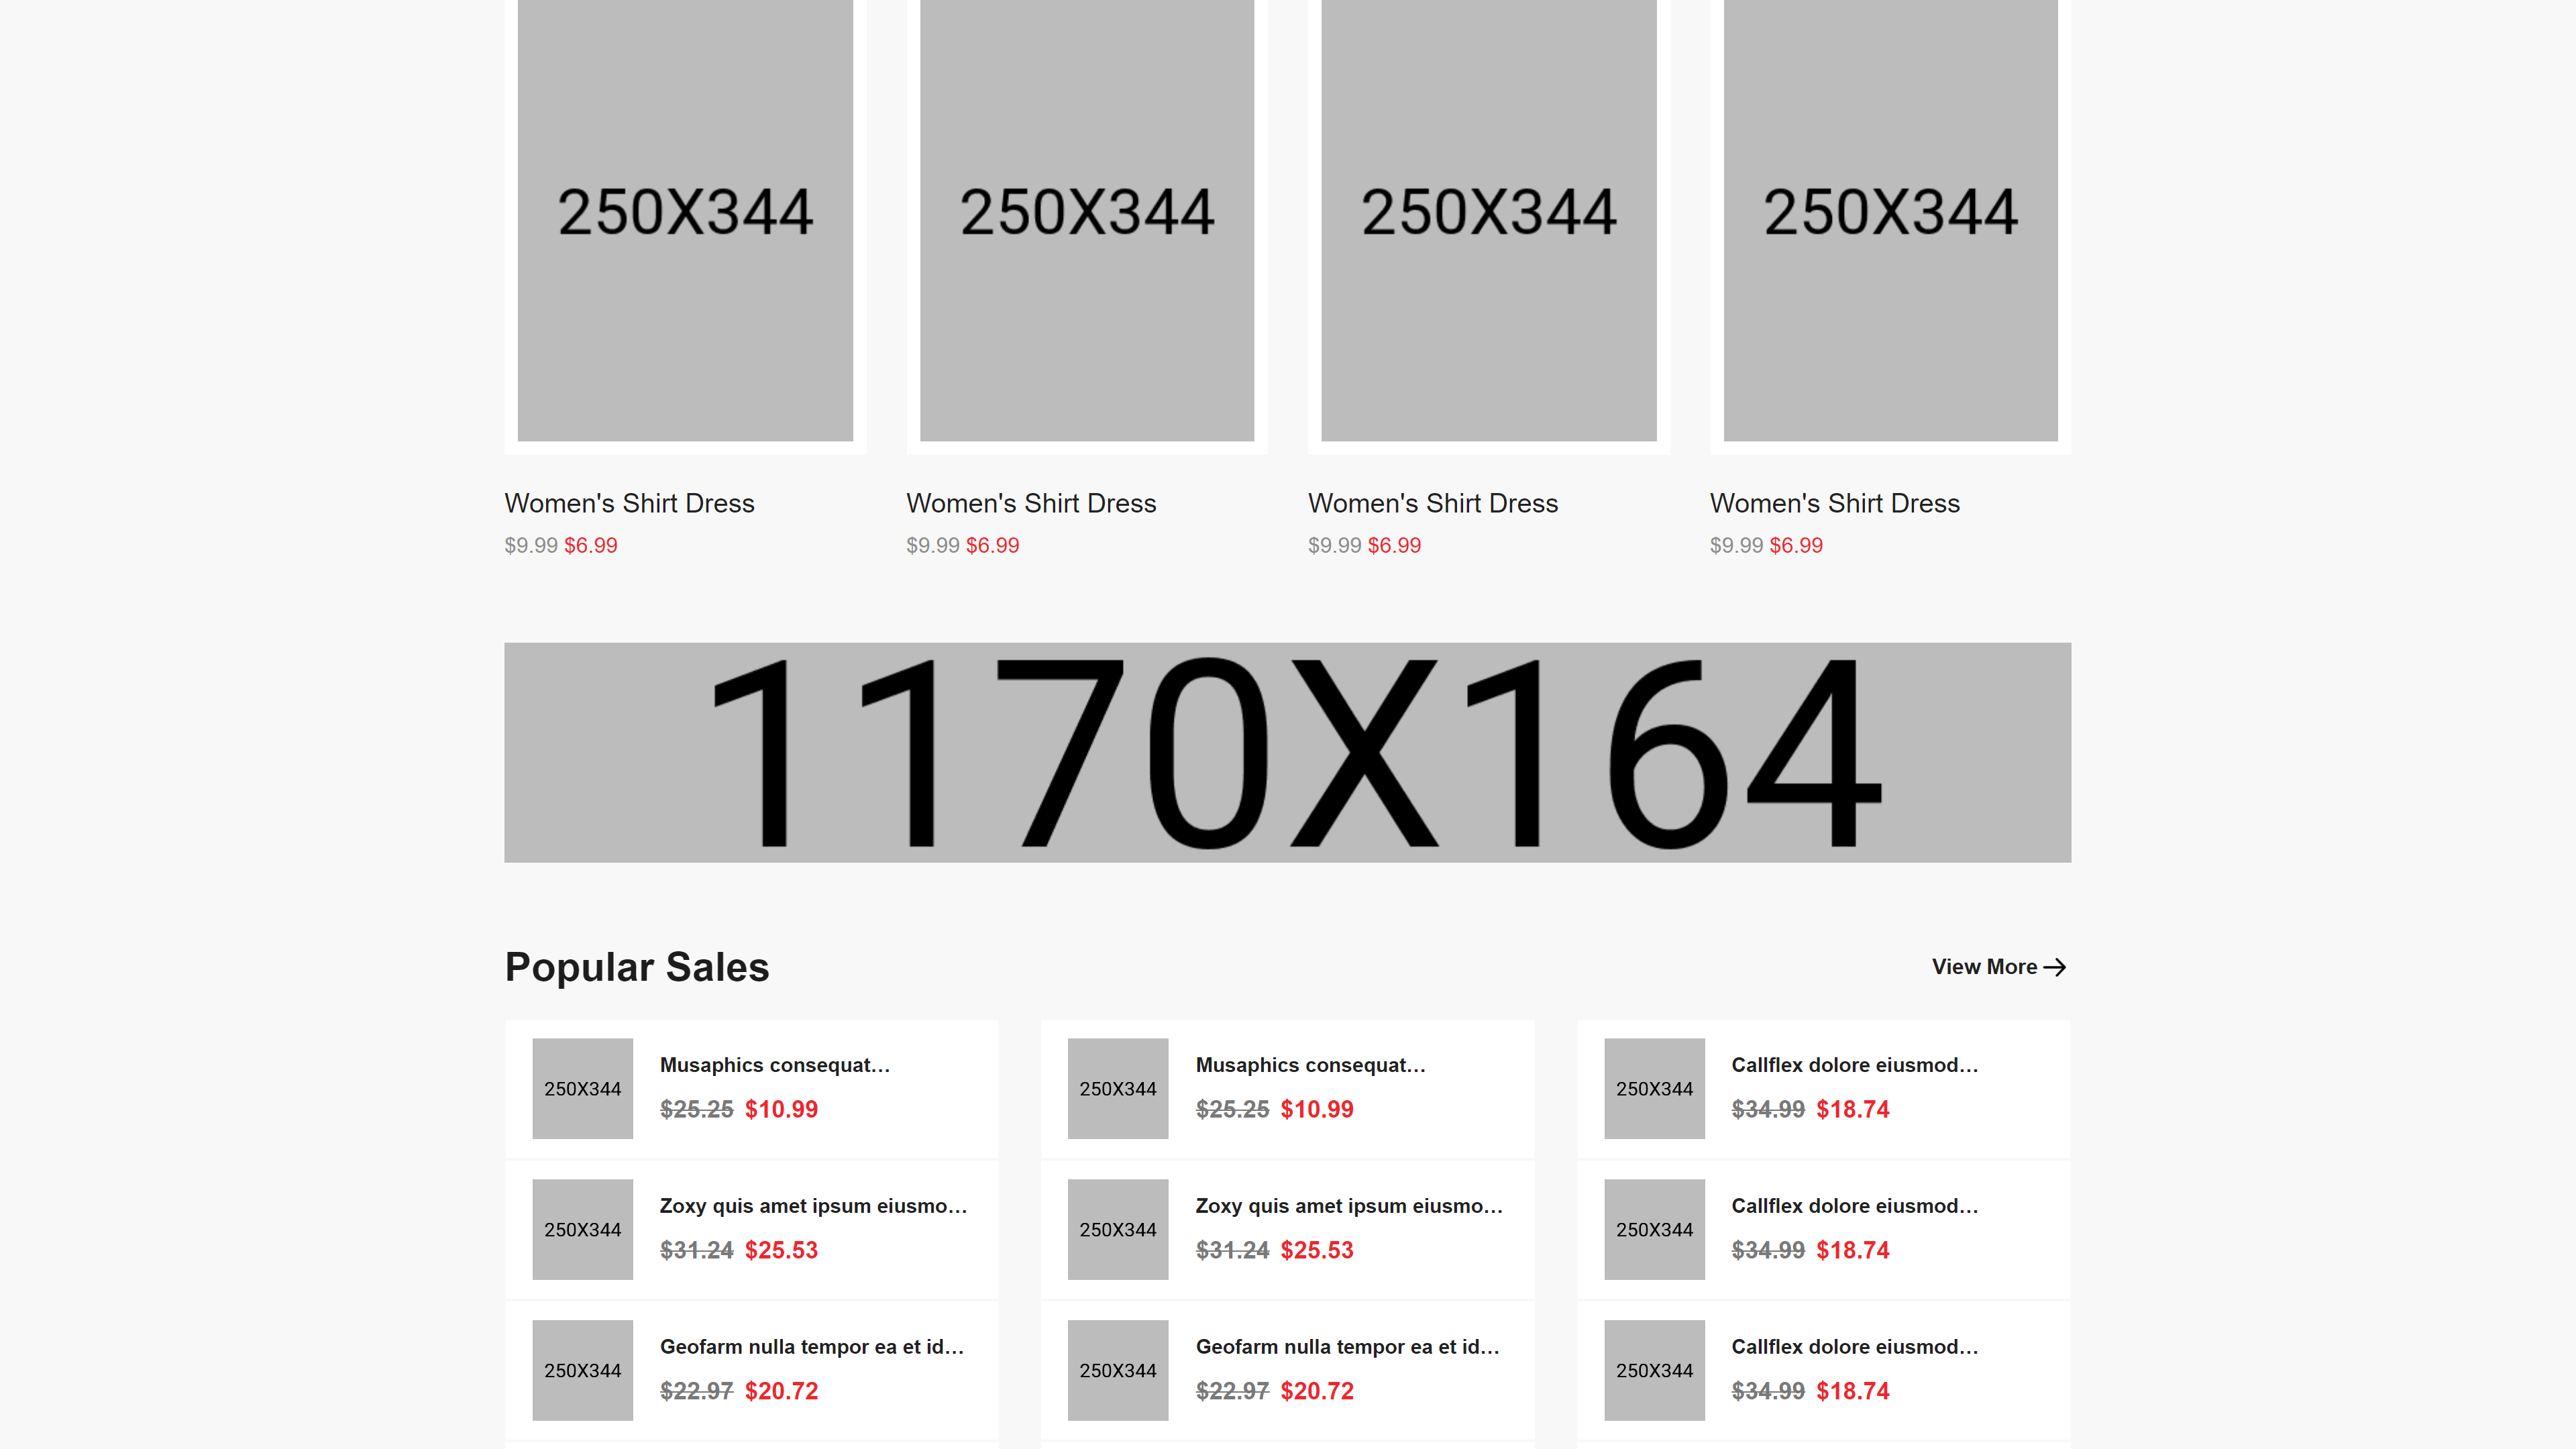 250X344 250X344 250X344 250X344
Women's Shirt Dress Women's Shirt Dress Women's Shirt Dress Women's Shirt Dress
$9.99 $6.99 $9.99 $6.99 $9.99 $6.99 $9.99 $6.99
1170X164
Popular Sales View More
250X344 Musaphics consequat...
$25.25 $10.99
250X344 Musaphics consequat...
$25.25 $10.99
250X344 Callflex dolore eiusmod...
$34.99 $18.74
250X344 Zoxy quis amet ipsum eiusmo...
$31.24 $25.53
250X344 Zoxy quis amet ipsum eiusmo...
$31.24 $25.53
250X344 Callflex dolore eiusmod...
$34.99 $18.74
250X344 Geofarm nulla tempor ea et id...
$22.97 $20.72
250X344 Geofarm nulla tempor ea et id...
$22.97 $20.72
250X344 Callflex dolore eiusmod...
$34.99 $18.74